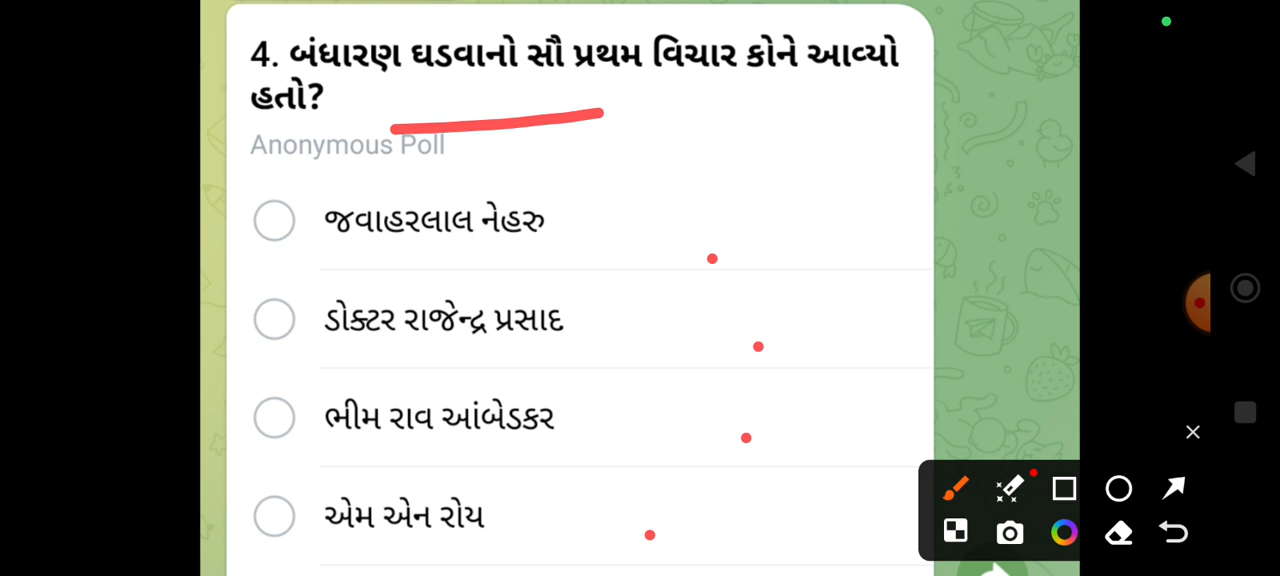 4. બંધારણ ઘડવાનો સૌ પ્રથમ વિચાર કોને આવ્યો
હતો?
Anonymous Poll
જવાહરલાલ નેહરુ
ડોક્ટર રાજેન્દ્ર પ્રસાદ
ભીમ રાવ આંબેડકર
એમ એન રોય